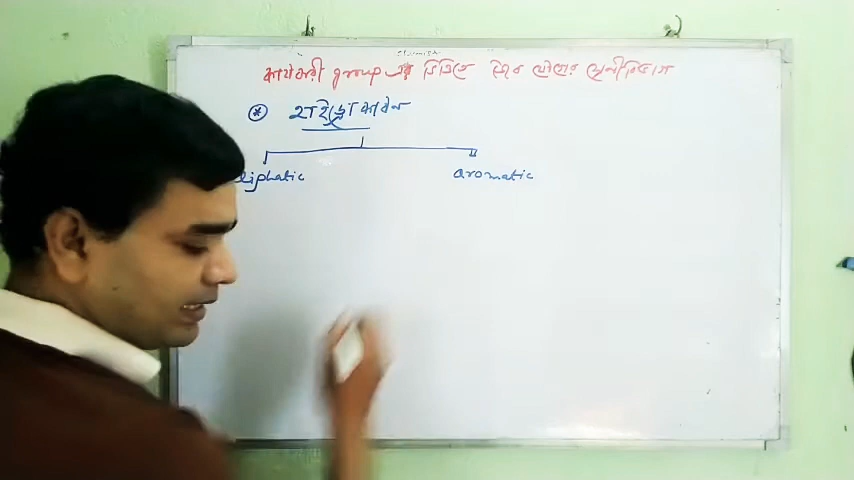 কার্যকরী group এর ভিত্তিতে জৈব যৌগের শ্রেণীবিভাগ
* হাইড্রোকার্বন
liphatic aromatic